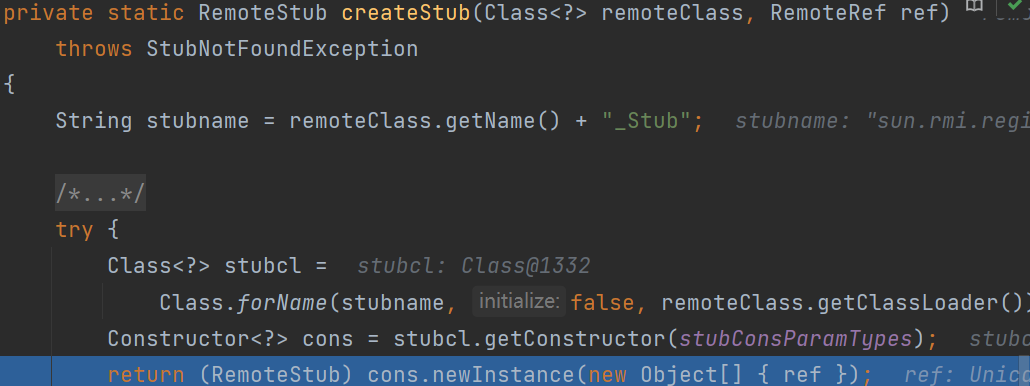 private static RemoteStub createStub(Class<?> remoteClass, RemoteRef ref)
throws StubNotFoundException
{
String stubname = remoteClass.getName() + "_Stub"; stubname: "sun.rmi.regi
/*...*/
try {
Class<?> stubcl = stubcl: Class@1332
Class.forName(stubname, initialize: false, remoteClass.getClassLoader())
Constructor<?> cons = stubcl.getConstructor(stubConsParamTypes); stubc
return (RemoteStub) cons.newInstance(new Object[] { ref }); ref: Unic